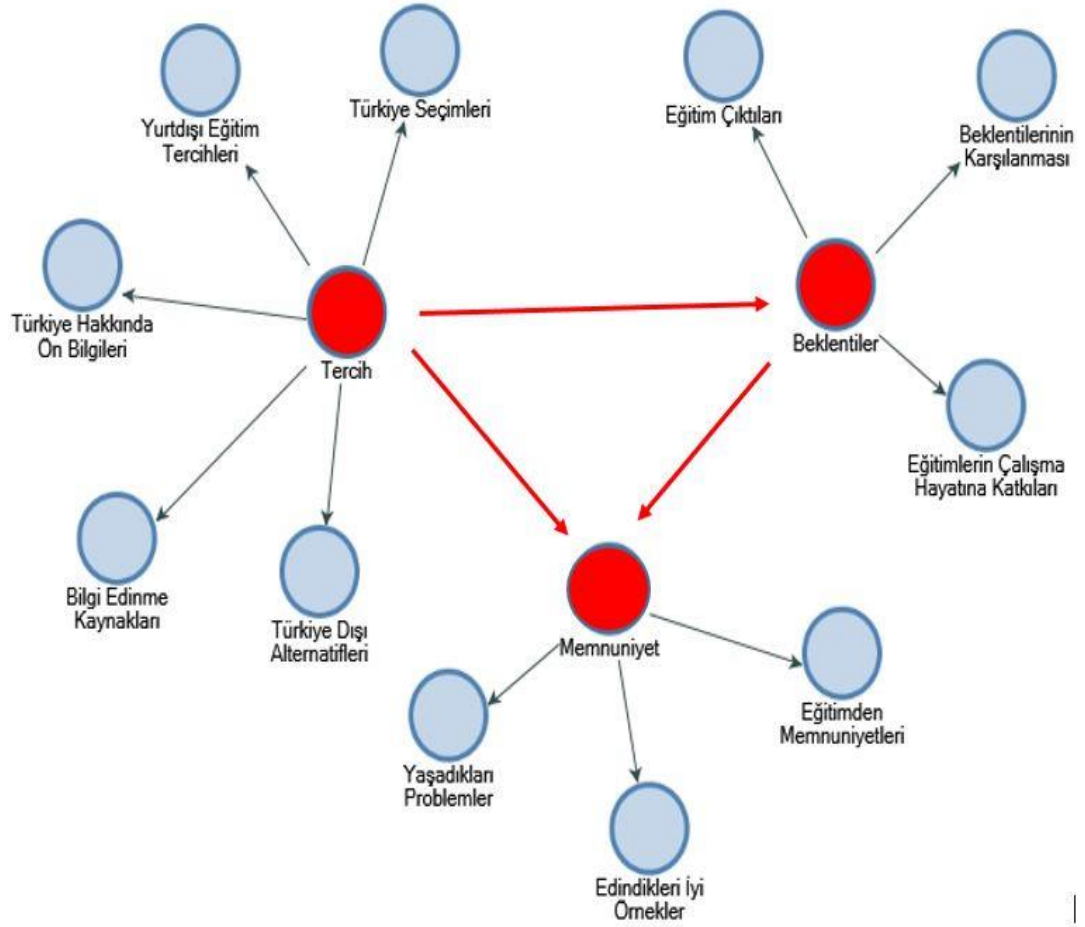 Yurtdışı Eğitim
Tercihleri
Türkiye Seçimleri
Eğitim Çıktıları
Beklentilerinin
Karşılanması
Türkiye Hakkında
Ön Bilgileri
Tercih
Beklentiler
Eğitimlerin Çalışma
Hayatına Katkıları
Bilgi Edinme
Kaynakları
Türkiye Dışı
Alternatifleri
Memnuniyet
Eğitimden
Memnuniyetleri
Yaşadıkları
Problemler
Edindikleri İyi
Örnekler